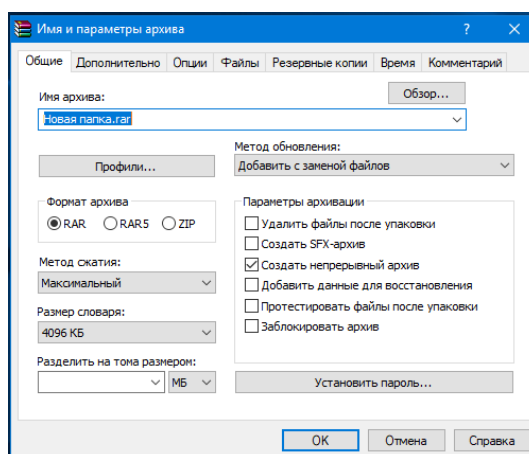 Имя и параметры архива
Общие Дополнительно Опции Файлы Резервные копии Время Комментарий
Имя архива:
Обзор...
Новая папка.rar
Профили...
Метод обновления:
Добавить с заменой файлов
Формат архива
RAR RAR5 ZIP
Метод сжатия:
Максимальный
Размер словаря:
4096 КБ
Разделить на тома размером:
МБ
Параметры архивации
Удалить файлы после упаковки
Создать SFX-архив
Создать непрерывный архив
Добавить данные для восстановления
Протестировать файлы после упаковки
Заблокировать архив
Установить пароль...
ОК Отмена Справка